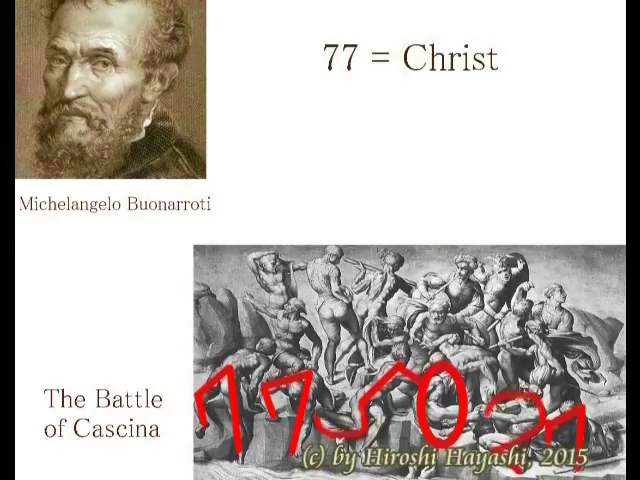 77 = Christ
Michelangelo Buonarroti
The Battle
of Cascina
(c) by Hiroshi Hayashi, 2015